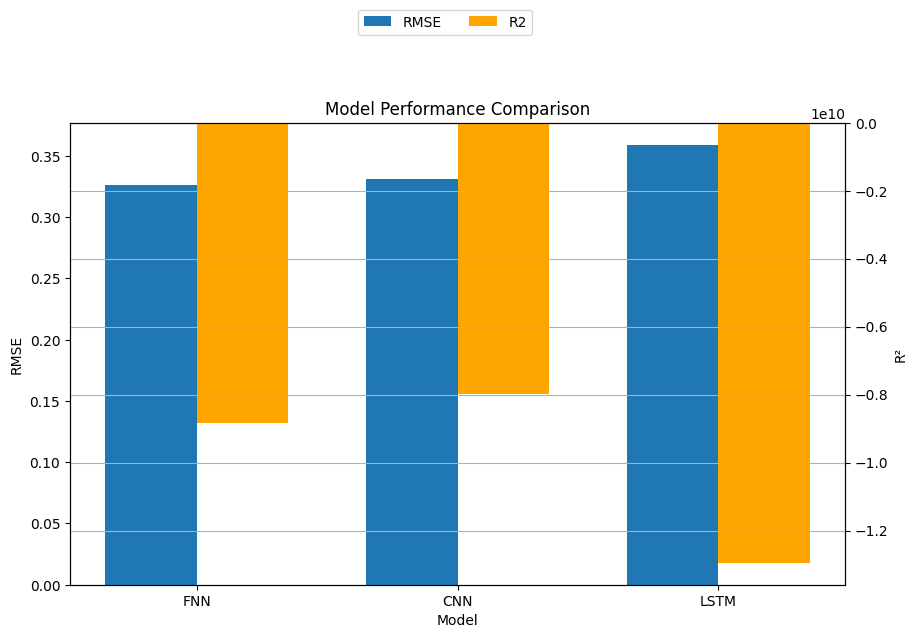 RMSE R2
Model Performance Comparison
1e10
0.35
0.30
0.25
0.20
0.15
0.10
0.05
0.00
RMSE
0.0
−0.2
−0.4
−0.6
−0.8
−1.0
−1.2
R²
FNN CNN LSTM
Model